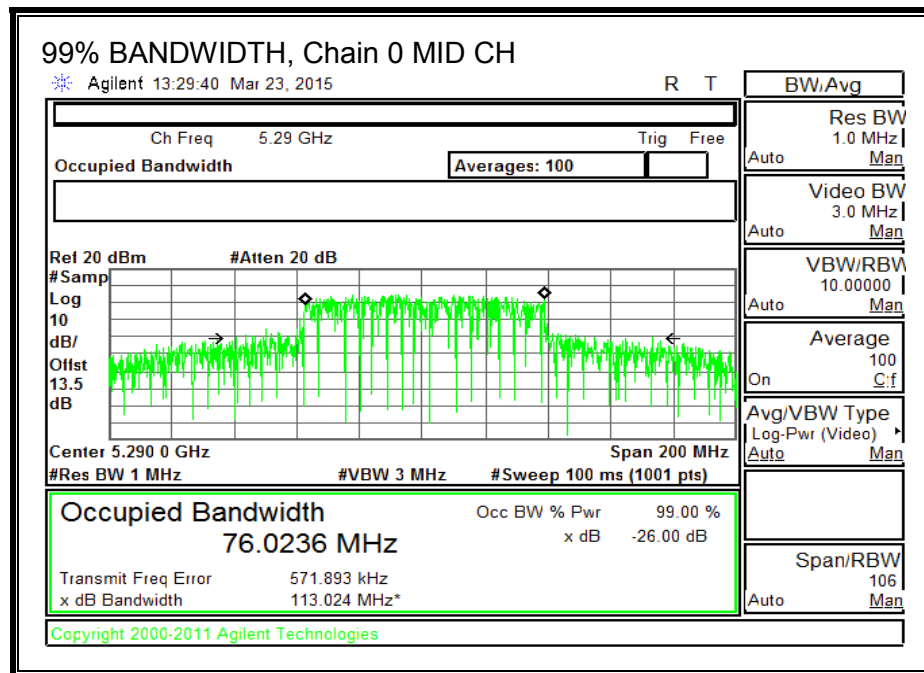 99% BANDWIDTH, Chain 0 MID CH
Agilent 13:29:40 Mar 23, 2015 R T
Ch Freq 5.29 GHz Trig Free
Occupied Bandwidth Averages: 100
Ref 20 dBm #Atten 20 dB
#Samp
Log
10
dB/
Offst
13.5
dB
Center 5.290 0 GHz Span 200 MHz
#Res BW 1 MHz #VBW 3 MHz #Sweep 100 ms (1001 pts)
Occupied Bandwidth Occ BW % Pwr 99.00 %
76.0236 MHz x dB -26.00 dB
Transmit Freq Error 571.893 kHz
x dB Bandwidth 113.024 MHz*
Copyright 2000-2011 Agilent Technologies
BW/Avg
Res BW
1.0 MHz
Auto Man
Video BW
3.0 MHz
Auto Man
VBW/RBW
10.00000
Auto Man
Average
100
On Off
Avg/VBW Type
Log-Pwr (Video)
Auto Man
Span/RBW
106
Auto Man